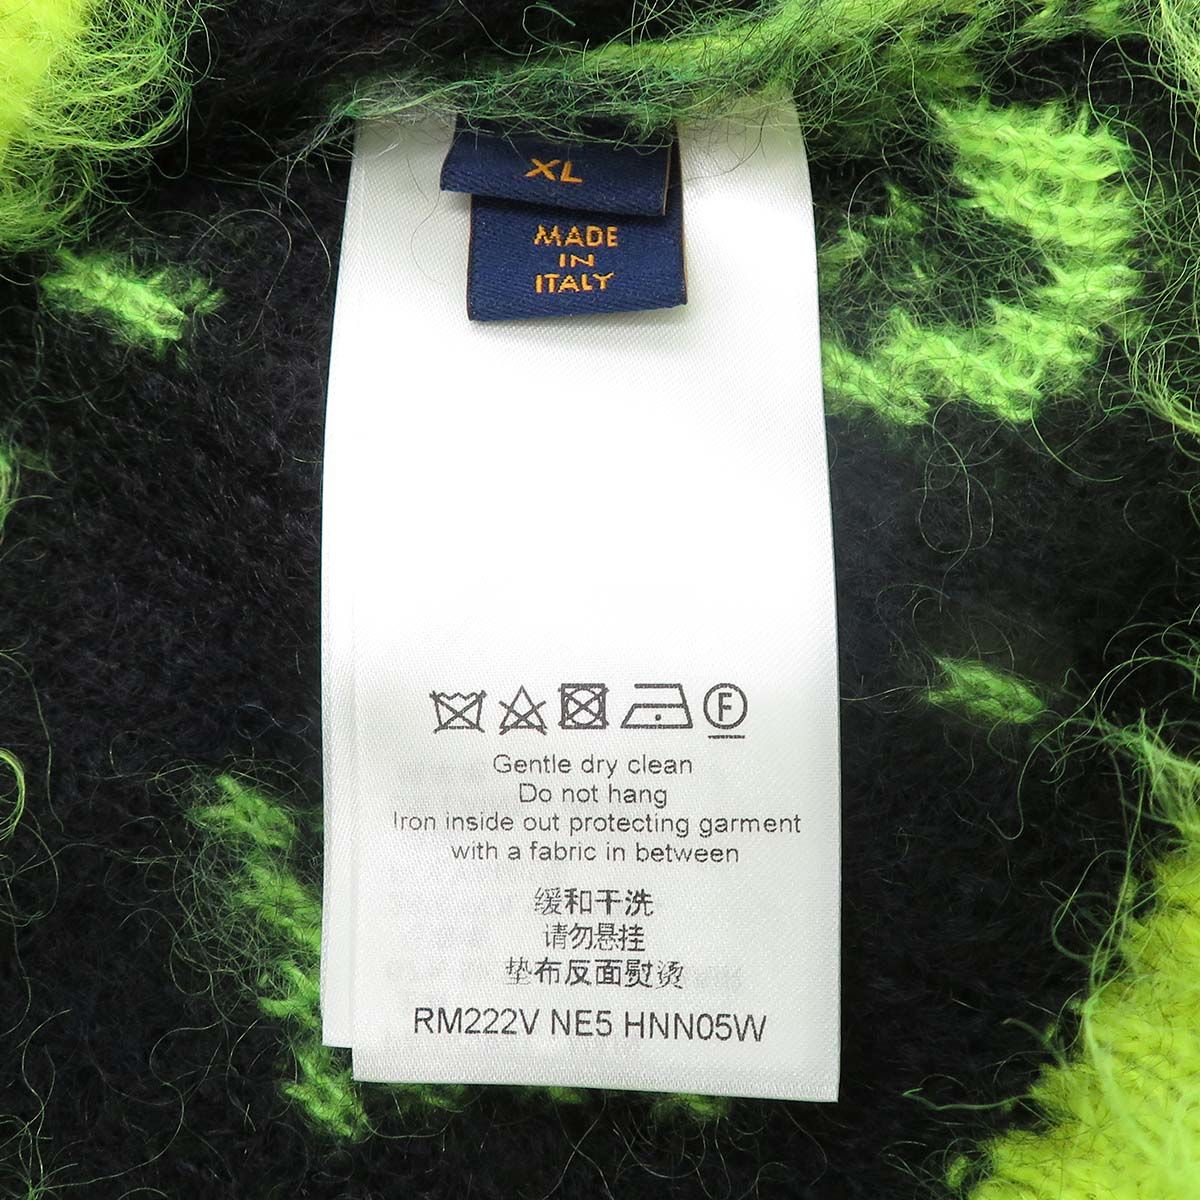 XL
MADE
IN
ITALY
F
Gentle dry clean
Do not hang
Iron inside out protecting garment
with a fabric in between
缓和干洗
请勿悬挂
垫布反面熨烫
RM222V NE5 HNN05W